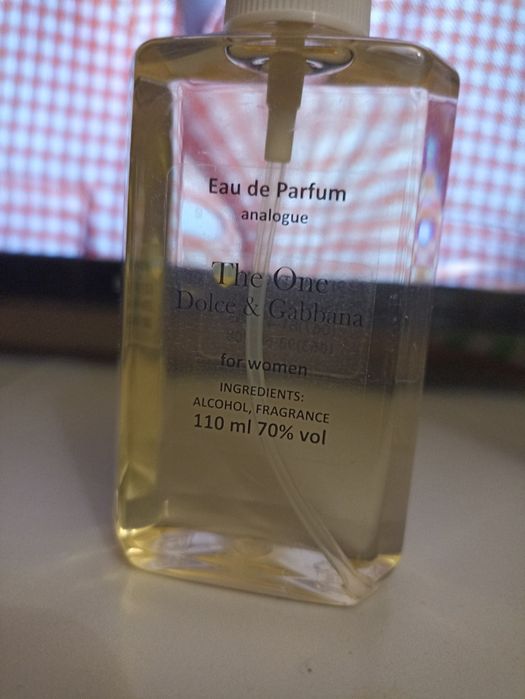 Eau de Parfum
analogue
The One
Dolce & Gabbana
for women
INGREDIENTS:
ALCOHOL, FRAGRANCE
110 ml 70% vol